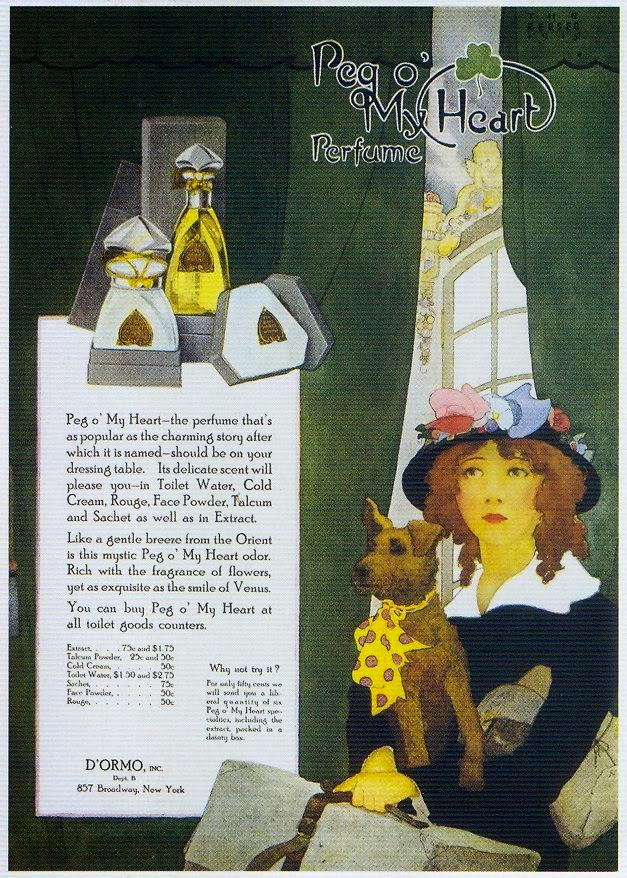 Peg o'
My Heart
Perfume
Peg o' My Heart—the perfume that's
as popular as the charming story after
which it is named—should be on your
dressing table. Its delicate scent will
please you—in Toilet Water, Cold
Cream, Rouge, Face Powder, Talcum
and Sachet as well as in Extract.
Like a gentle breeze from the Orient
is this mystic Peg o' My Heart odor.
Rich with the fragrance of flowers,
yet as exquisite as the smile of Venus.
You can buy Peg o' My Heart at
all toilet goods counters.
Extract, . . . 75c and $1.75
Talcum Powder, 25c and 50c
Cold Cream, . . . . . 50c
Toilet Water, $1.50 and $2.75
Sachet, . . . . . . . 75c
Face Powder, . . . . . 50c
Rouge, . . . . . . . 50c
Why not try it?
For only fifty cents we
will send you a lib-
eral quantity of six
Peg o' My Heart spe-
cialties, including the
extract, packed in a
dainty box.
D'ORMO, INC.
Dept. B
857 Broadway, New York